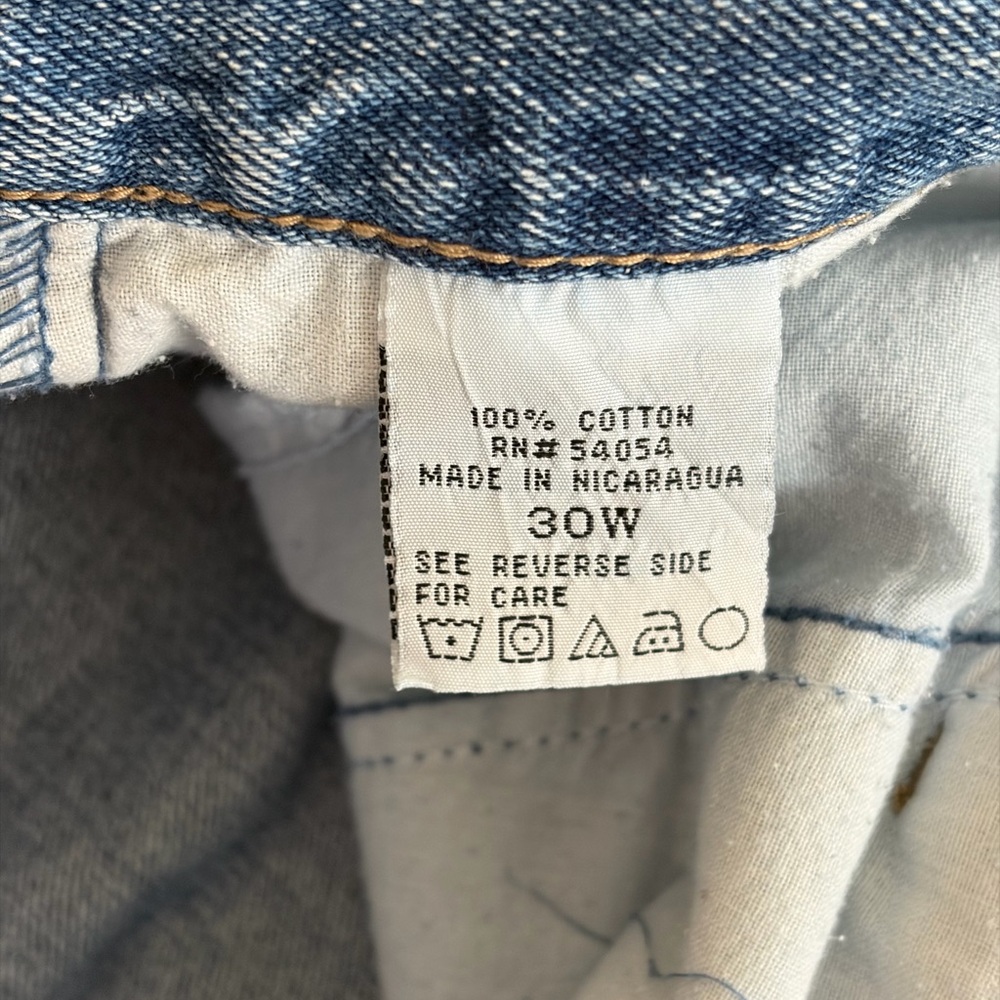 100% COTTON
RN# 54054
MADE IN NICARAGUA
30W
SEE REVERSE SIDE
FOR CARE